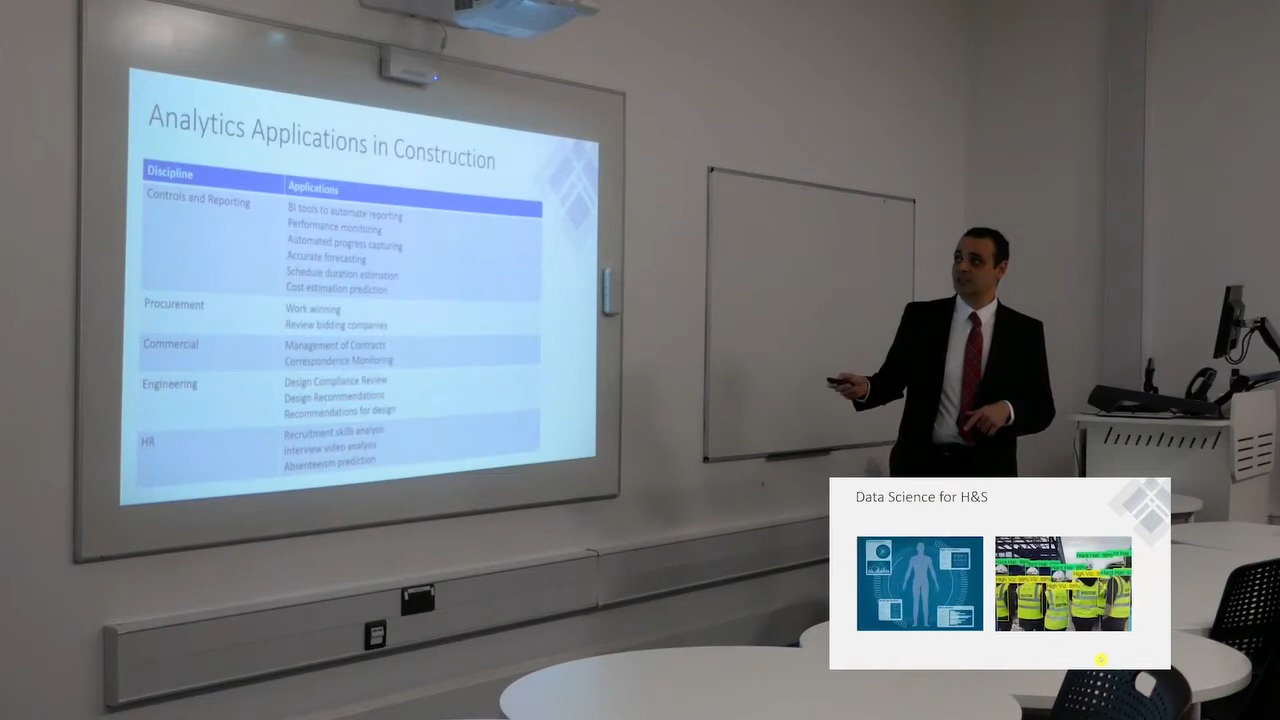 Analytics Applications in Construction
Discipline
Applications
Controls and Reporting
BI tools to automate reporting
Performance monitoring
Automated progress capturing
Accurate forecasting
Schedule duration estimation
Cost estimation prediction
Procurement
Work winning
Review bidding companies
Commercial
Management of Contracts
Correspondence Monitoring
Engineering
Design Compliance Review
Design Recommendations
Recommendations for design
HR
Recruitment skills analysis
Interview video analysis
Absenteeism prediction
Data Science for H&S